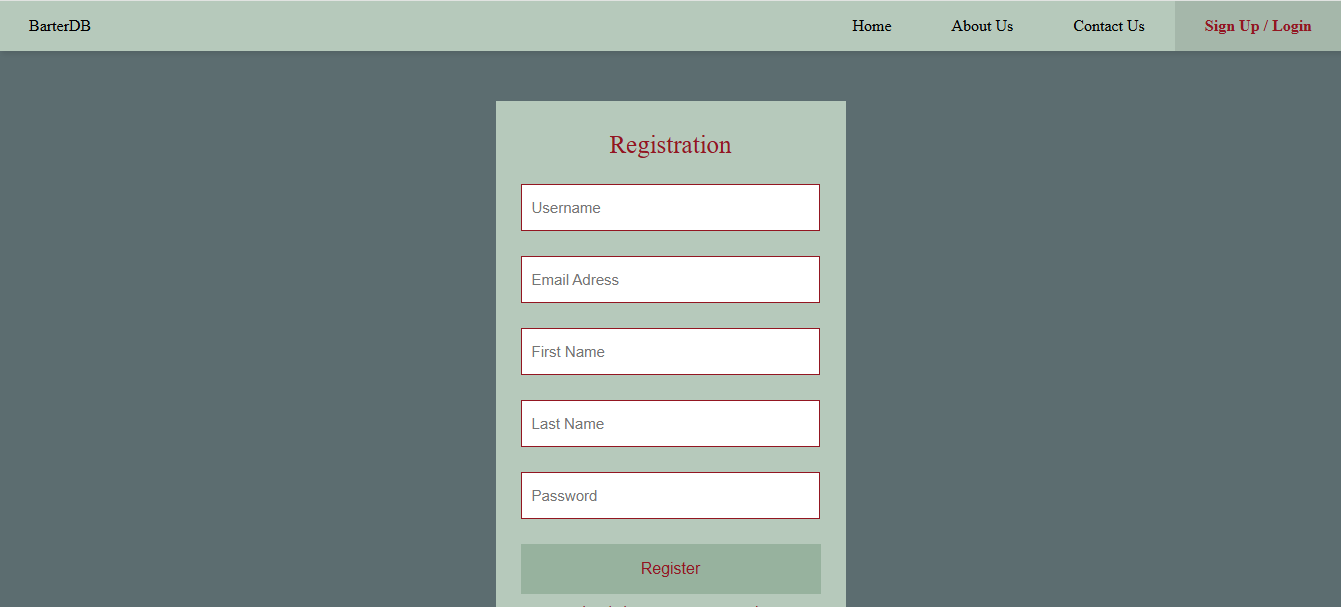 BarterDB Home About Us Contact Us Sign Up / Login
Registration
Username
Email Adress
First Name
Last Name
Password
Register